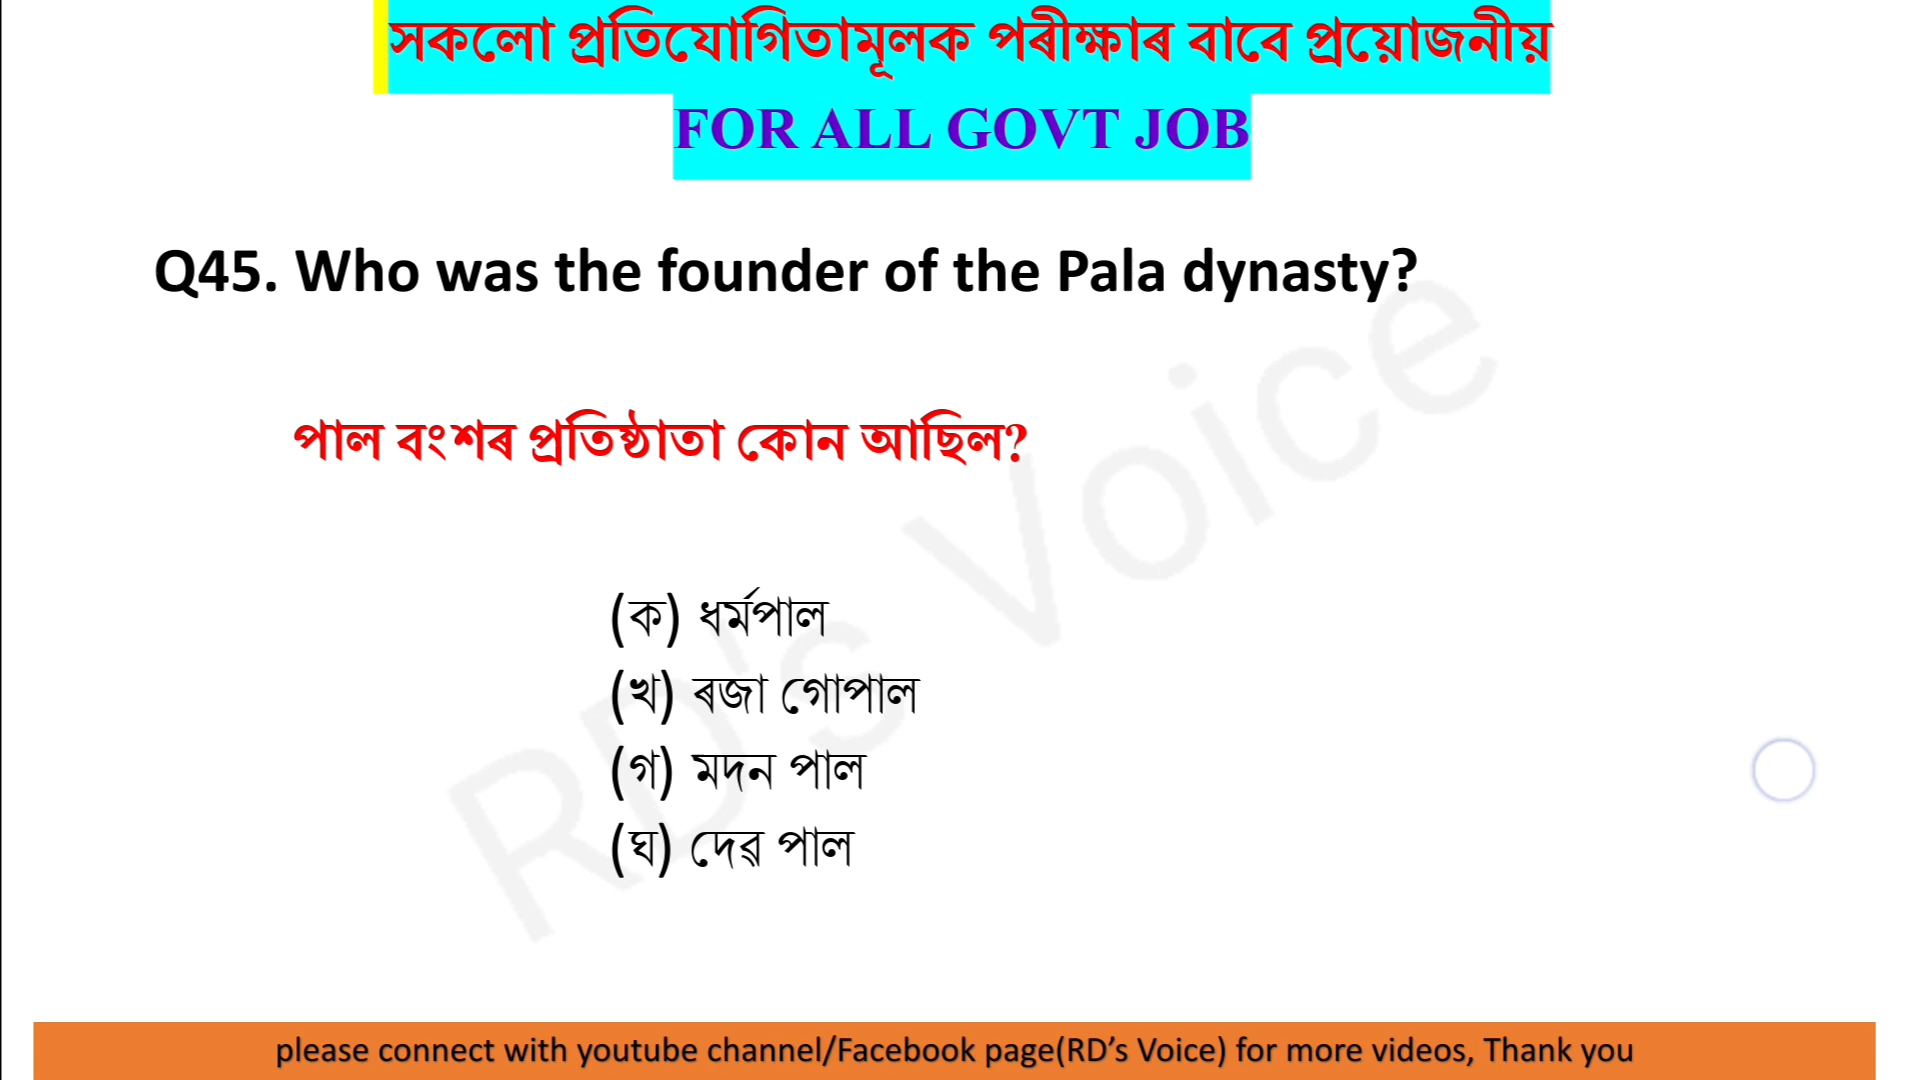 সকলো প্ৰতিযোগিতামূলক পৰীক্ষাৰ বাবে প্ৰয়োজনীয়
FOR ALL GOVT JOB
Q45. Who was the founder of the Pala dynasty?
পাল বংশৰ প্ৰতিষ্ঠাতা কোন আছিল?
(ক) ধৰ্মপাল
(খ) ৰজা গোপাল
(গ) মদন পাল
(ঘ) দেৱ পাল
RD's Voice
please connect with youtube channel/Facebook page(RD’s Voice) for more videos, Thank you